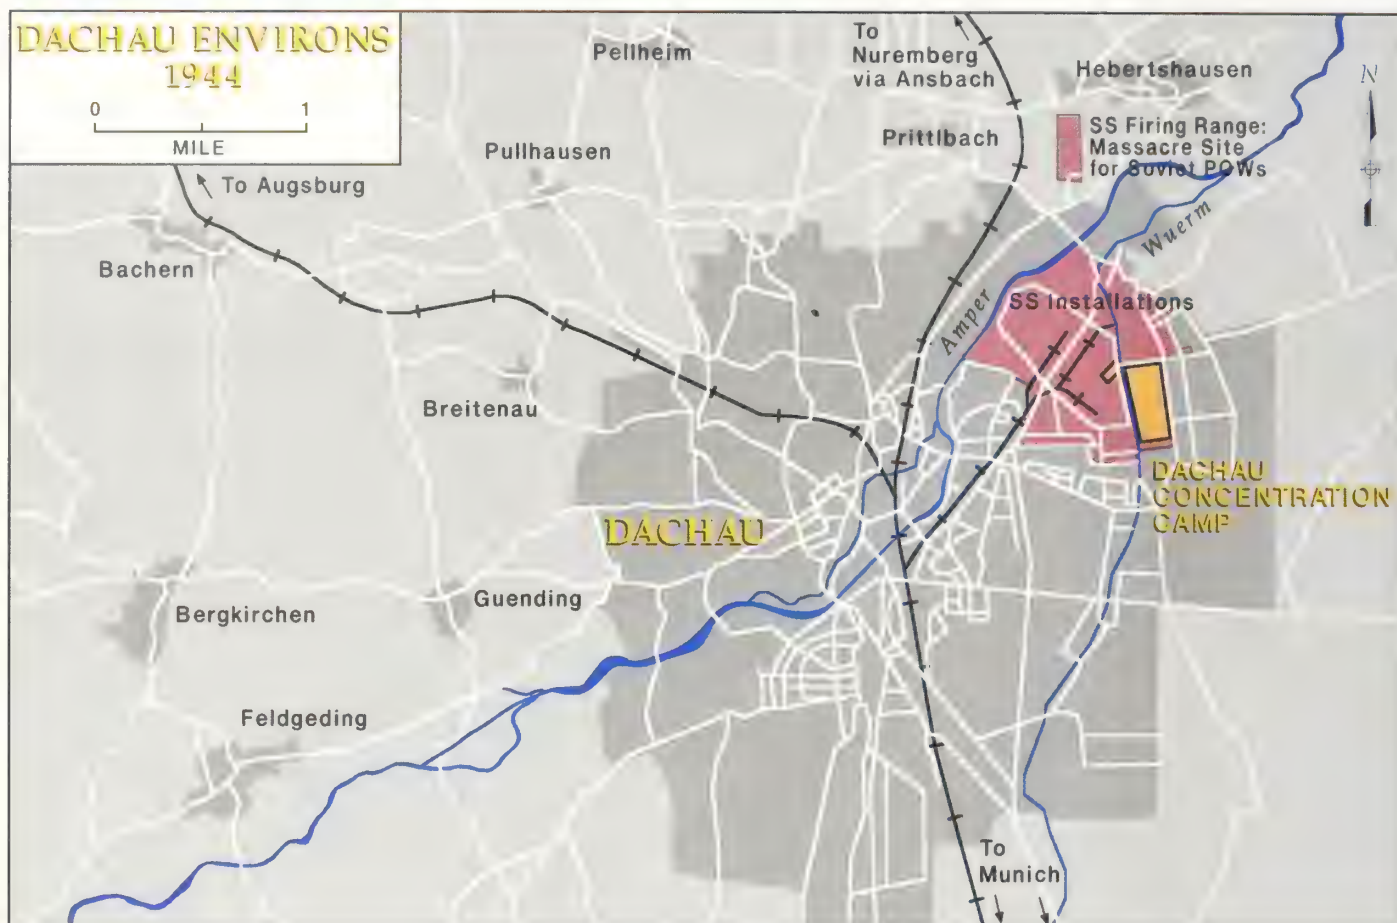 DACHAU ENVIRONS
1944
0 1
MILE
To Augsburg
Pellheim
To
Nuremberg
via Ansbach
Hebertshausen
N
Prittlbach
SS Firing Range:
Massacre Site
for Soviet POWs
Pullhausen
Bachern
Wuerm
Amper
SS Installations
Breitenau
DACHAU
CONCENTRATION
CAMP
DACHAU
Bergkirchen
Guending
Feldgeding
To
Munich